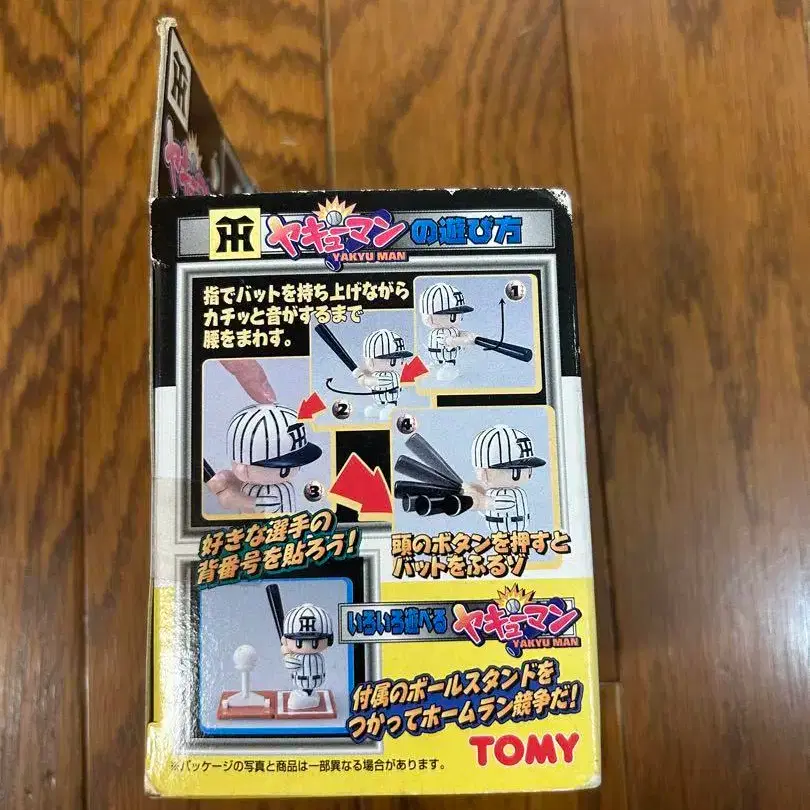 TH
ヤキューマン
YAKYU MAN
の遊び方
指でバットを持ち上げながら
カチッと音がするまで
腰をまわす。
1
2
3
4
好きな選手の
背番号を貼ろう!
頭のボタンを押すと
バットをふるゾ
いろいろ遊べる
ヤキューマン
YAKYU MAN
付属のボールスタンドを
つかってホームラン競争だ!
TOMY
※パッケージの写真と商品は一部異なる場合があります。